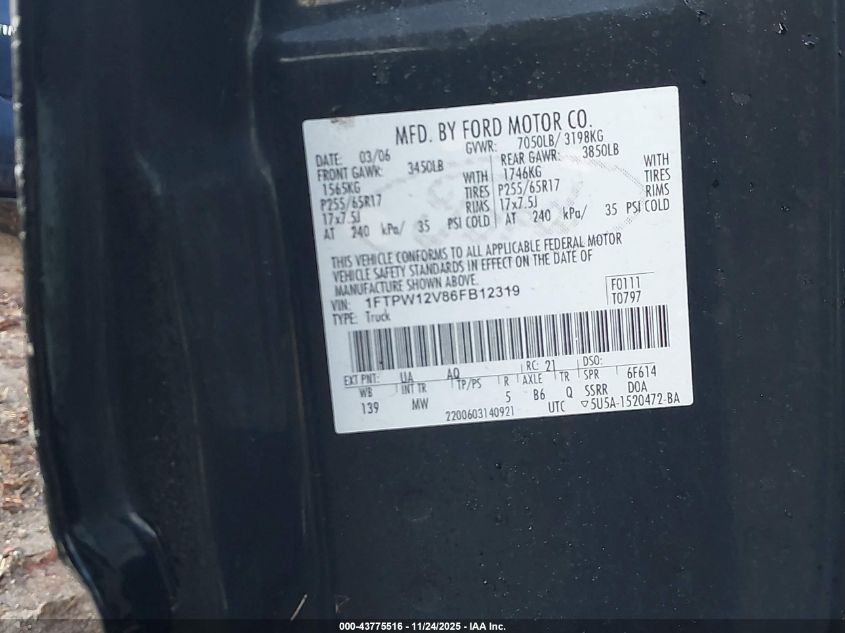 MFD. BY FORD MOTOR CO.
DATE: 03/06 GVWR: 7050LB/ 3198KG
FRONT GAWR: 3450LB REAR GAWR: 3850LB
1565KG WITH 1746KG WITH
P255/65R17 TIRES P255/65R17 TIRES
17x7.5J RIMS 17x7.5J RIMS
AT 240 kPa/ 35 PSI COLD AT 240 kPa/ 35 PSI COLD
THIS VEHICLE CONFORMS TO ALL APPLICABLE FEDERAL MOTOR
VEHICLE SAFETY STANDARDS IN EFFECT ON THE DATE OF
MANUFACTURE SHOWN ABOVE.
VIN: 1FTPW12V86FB12319 F0111
TYPE: Truck T0797
EXT PNT: UA AQ RC: 21 DSO:
WB INT TR TP/PS R AXLE TR SPR 6F614
139 MW 5 B6 Q SSRR DOA
2200603140921 UTC ▽5U5A-1520472-BA
000-43775516 - 11/24/2025 - IAA Inc.